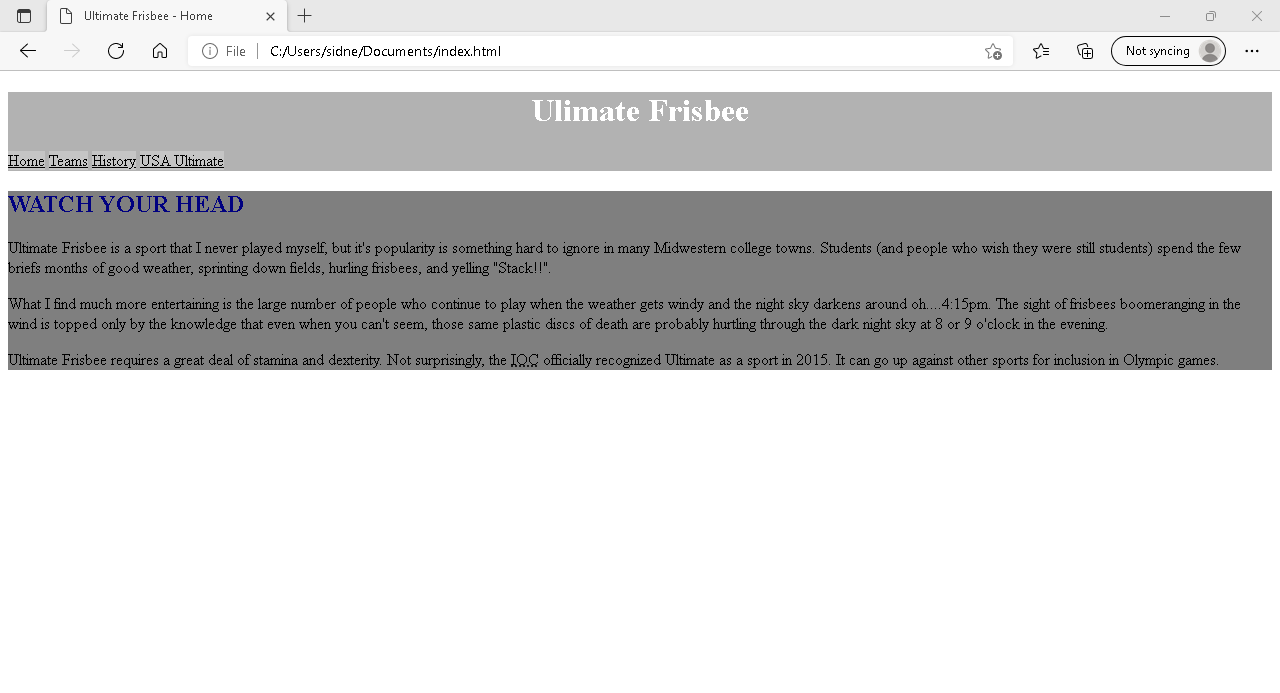 Ultimate Frisbee - Home
File C:/Users/sidne/Documents/index.html Not syncing
Ulimate Frisbee
Home Teams History USA Ultimate
WATCH YOUR HEAD
Ultimate Frisbee is a sport that I never played myself, but it's popularity is something hard to ignore in many Midwestern college towns. Students (and people who wish they were still students) spend the few
briefs months of good weather, sprinting down fields, hurling frisbees, and yelling "Stack!!".
What I find much more entertaining is the large number of people who continue to play when the weather gets windy and the night sky darkens around oh....4:15pm. The sight of frisbees boomeranging in the
wind is topped only by the knowledge that even when you can't seem, those same plastic discs of death are probably hurtling through the dark night sky at 8 or 9 o'clock in the evening.
Ultimate Frisbee requires a great deal of stamina and dexterity. Not surprisingly, the IOC officially recognized Ultimate as a sport in 2015. It can go up against other sports for inclusion in Olympic games.